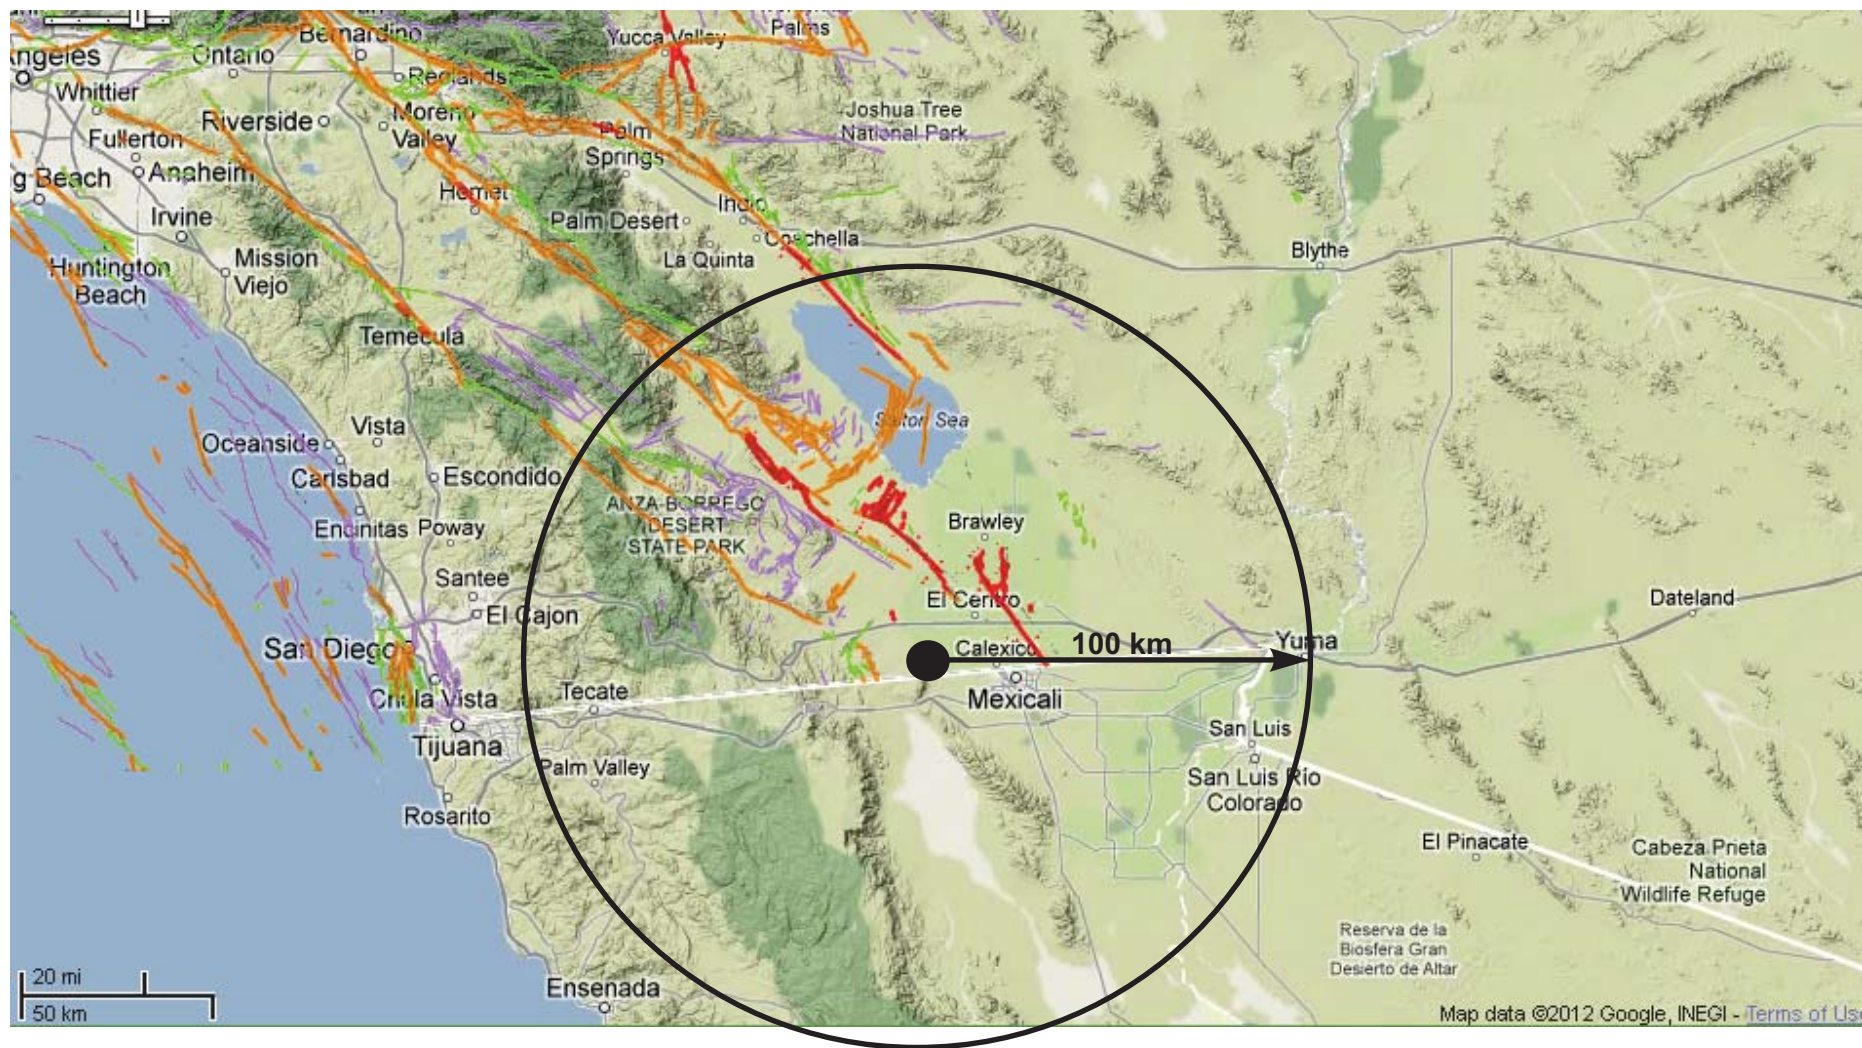 Bernardino
Yucca Valley
Palms
Ontario
Redlands
Whittier
Moreno
Valley
Riverside
Joshua Tree
National Park
Fullerton
Palm
Springs
Anaheim
g Beach
Hemet
Indio
Irvine
Palm Desert
Coachella
Blythe
Mission
Viejo
La Quinta
Huntington
Beach
Temecula
Salton Sea
Vista
Oceanside
Carlsbad
Escondido
ANZA-BORREGO
DESERT
STATE PARK
Brawley
Encinitas
Poway
Santee
El Cajon
El Centro
Dateland
San Diego
Calexico
100 km
Yuma
Chula Vista
Tecate
Mexicali
Tijuana
San Luis
Palm Valley
San Luis Rio
Colorado
Rosarito
El Pinacate
Cabeza Prieta
National
Wildlife Refuge
Reserva de la
Biosfera Gran
Desierto de Altar
Ensenada
20 mi
50 km
Map data ©2012 Google, INEGI - Terms of Us